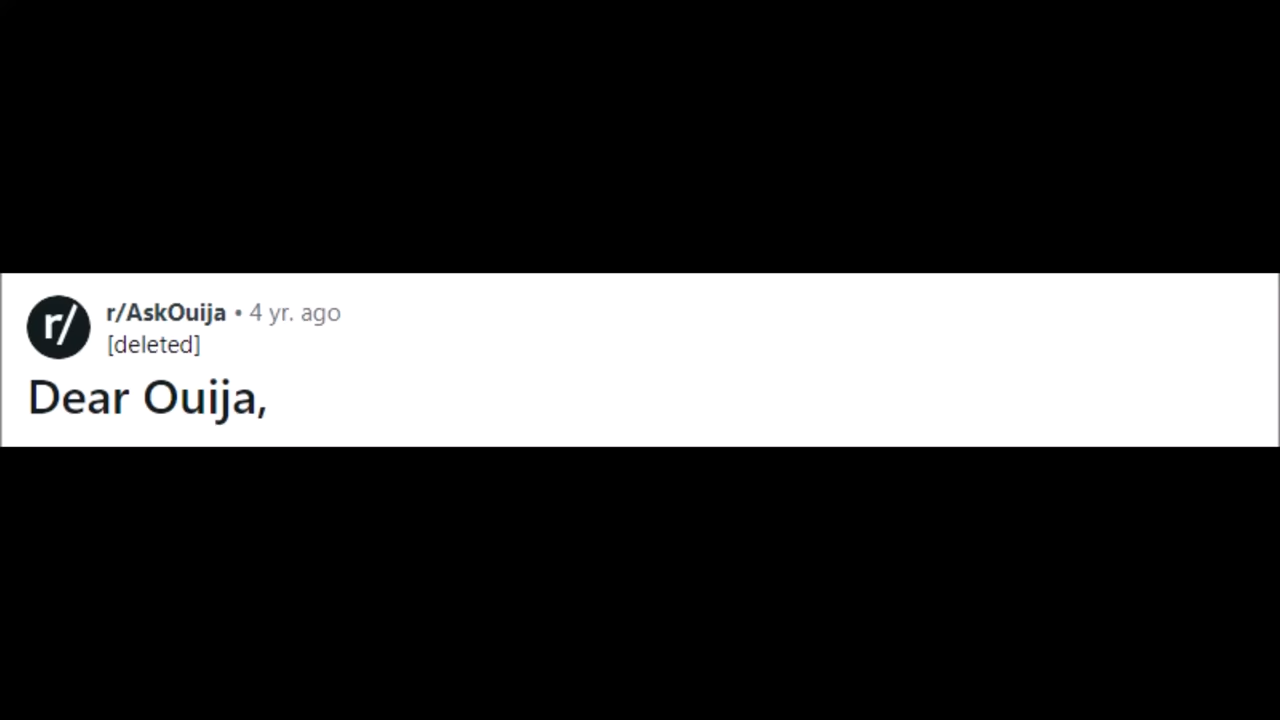 r/
r/AskOuija • 4 yr. ago
[deleted]
Dear Ouija,